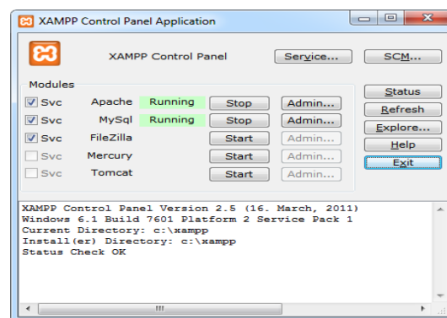 XAMPP Control Panel Application
XAMPP Control Panel
Service...
SCM...
Modules
Svc Apache Running Stop Admin...
Svc MySql Running Stop Admin...
Svc FileZilla Start Admin...
Svc Mercury Start Admin...
Svc Tomcat Start Admin...
Status
Refresh
Explore...
Help
Exit
XAMPP Control Panel Version 2.5 (16. March, 2011)
Windows 6.1 Build 7601 Platform 2 Service Pack 1
Current Directory: c:\xampp
Install(er) Directory: c:\xampp
Status Check OK